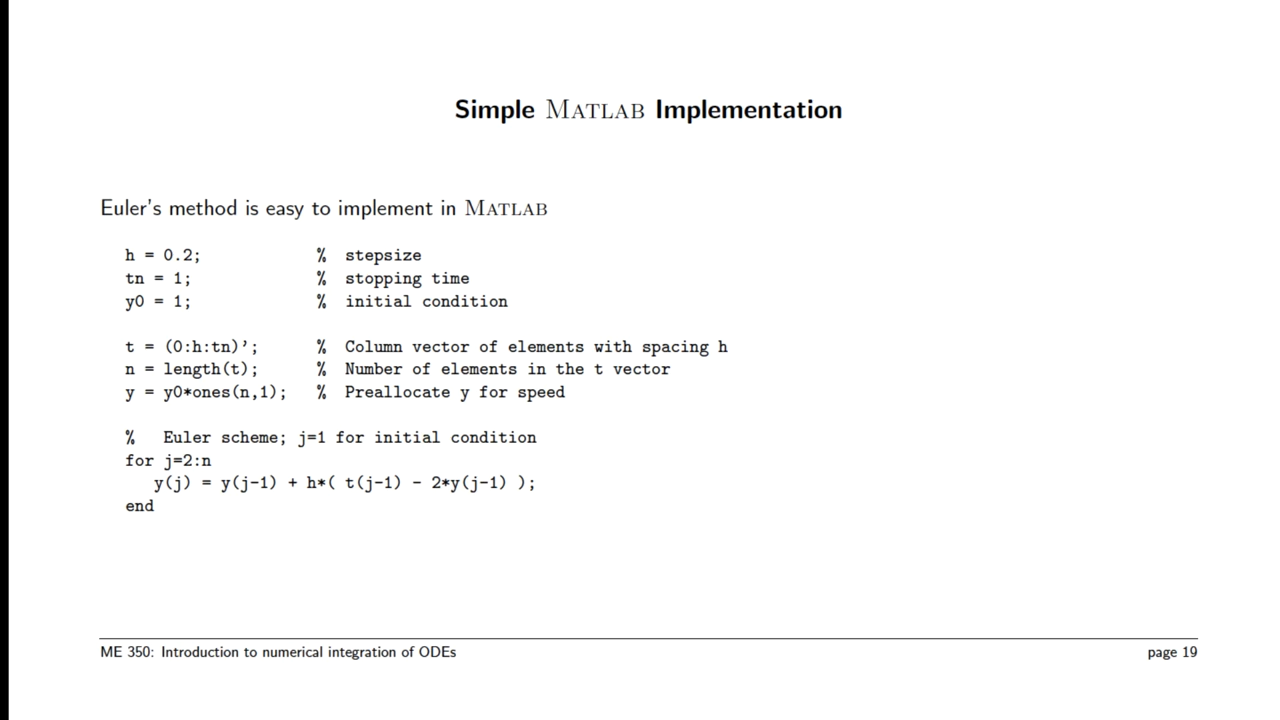 Simple MATLAB Implementation
Euler's method is easy to implement in MATLAB
h = 0.2;            %  stepsize
tn = 1;             %  stopping time
y0 = 1;             %  initial condition
t = (0:h:tn)';      %  Column vector of elements with spacing h
n = length(t);      %  Number of elements in the t vector
y = y0*ones(n,1);   %  Preallocate y for speed
%   Euler scheme; j=1 for initial condition
for j=2:n
   y(j) = y(j-1) + h*( t(j-1) - 2*y(j-1) );
end
ME 350: Introduction to numerical integration of ODEs page 19